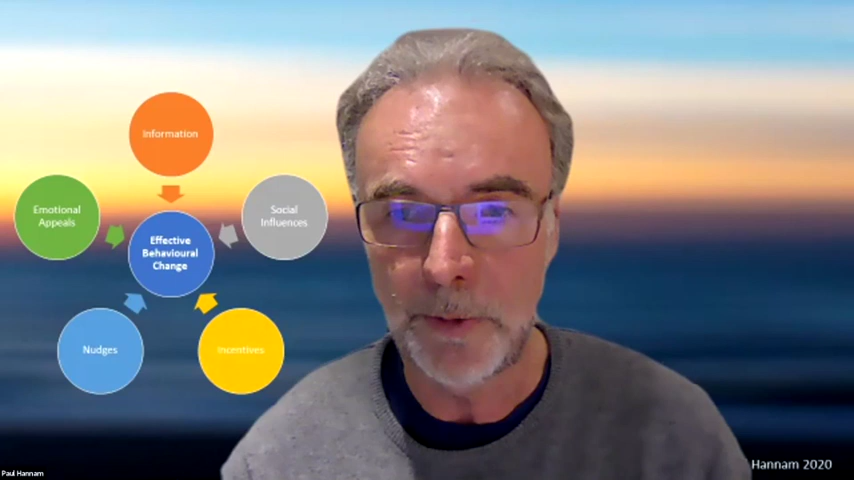 Information
Emotional
Appeals
Social
Influences
Effective
Behavioural
Change
Nudges
Incentives
Paul Hannam
Hannam 2020